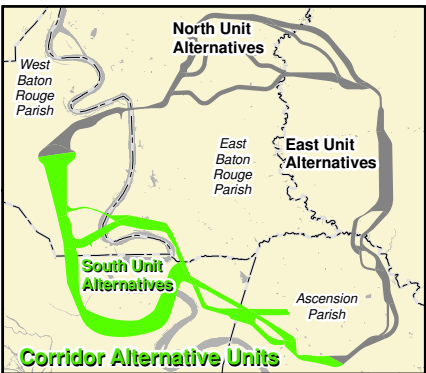 North Unit
Alternatives
West
Baton
Rouge
Parish
East
Baton
Rouge
Parish
East Unit
Alternatives
South Unit
Alternatives
Ascension
Parish
Corridor Alternative Units